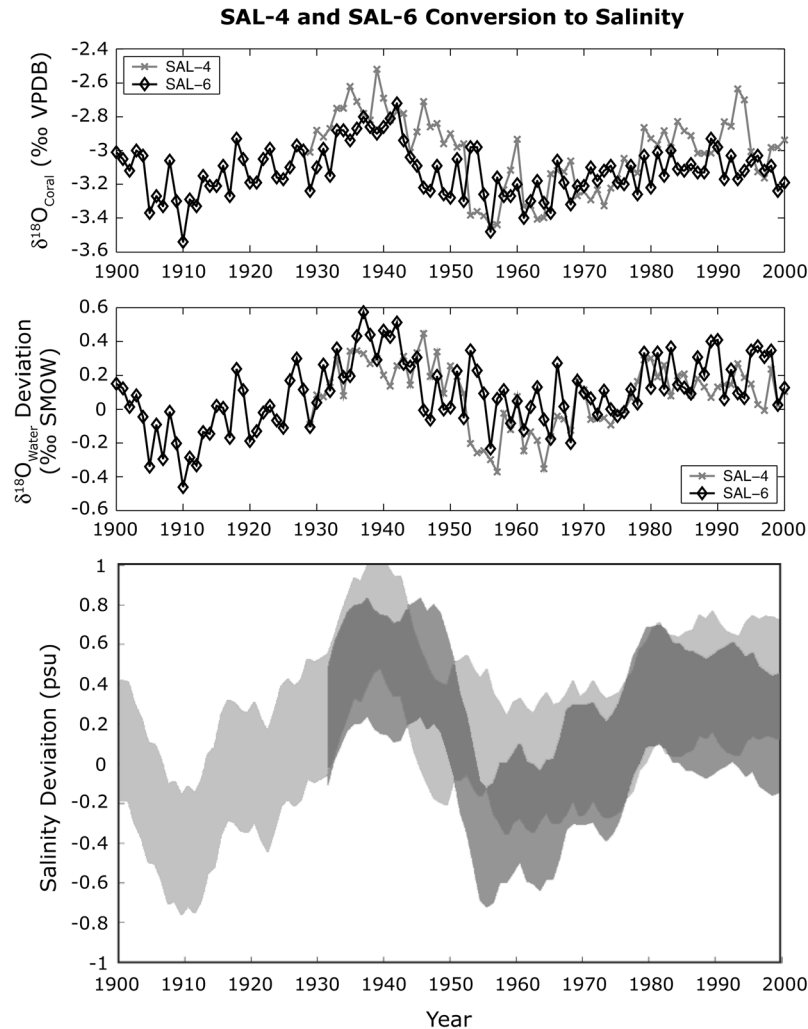 SAL-4 and SAL-6 Conversion to Salinity
δ18OCoral (‰ VPDB)
-2.4
-2.6
-2.8
-3
-3.2
-3.4
-3.6
SAL-4
SAL-6
1900 1910 1920 1930 1940 1950 1960 1970 1980 1990 2000
δ18OWater Deviation
(‰ SMOW)
0.6
0.4
0.2
0
-0.2
-0.4
-0.6
SAL-4
SAL-6
1900 1910 1920 1930 1940 1950 1960 1970 1980 1990 2000
Salinity Deviaiton (psu)
1
0.8
0.6
0.4
0.2
0
-0.2
-0.4
-0.6
0.8
-1
1900 1910 1920 1930 1940 1950 1960 1970 1980 1990 2000
Year